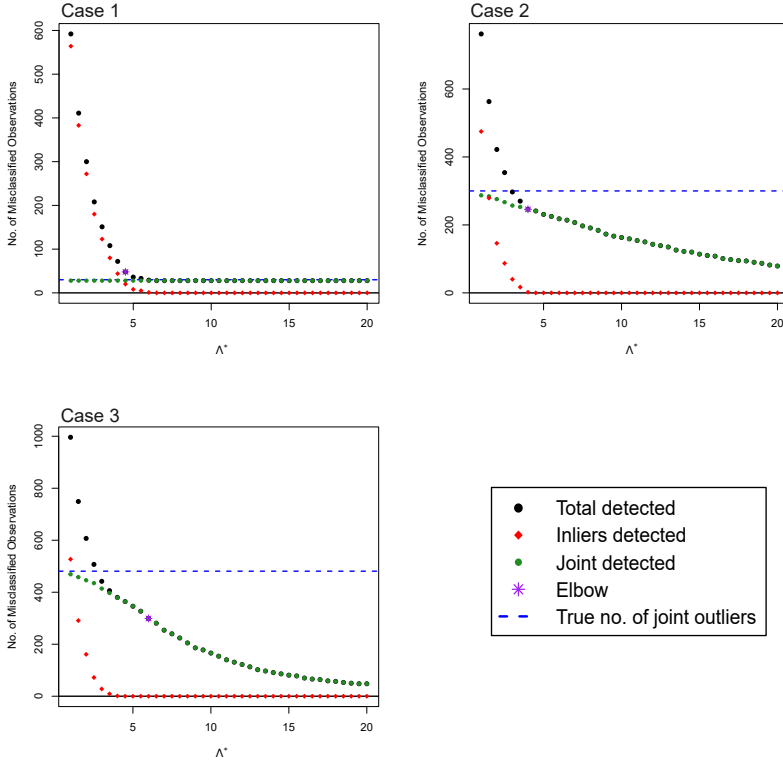 Case 1
No. of Misclassified Observations
600
500
400
300
200
100
0
5
10
15
20
Λ*
Case 2
No. of Misclassified Observations
600
400
200
0
5
10
15
20
Λ*
Case 3
No. of Misclassified Observations
1000
800
600
400
200
0
5
10
15
20
Λ*
Total detected
Inliers detected
Joint detected
Elbow
True no. of joint outliers